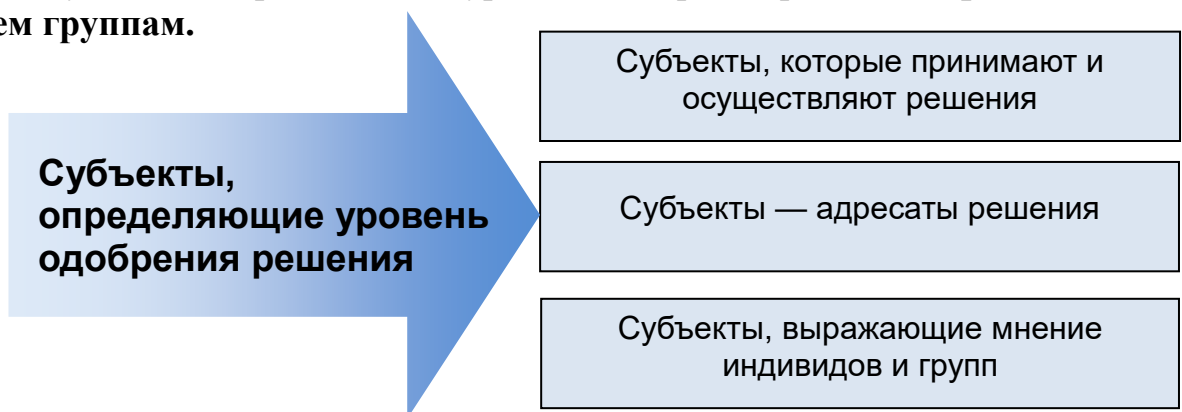 ем группам.
Субъекты,
определяющие уровень
одобрения решения
Субъекты, которые принимают и
осуществляют решения
Субъекты — адресаты решения
Субъекты, выражающие мнение
индивидов и групп